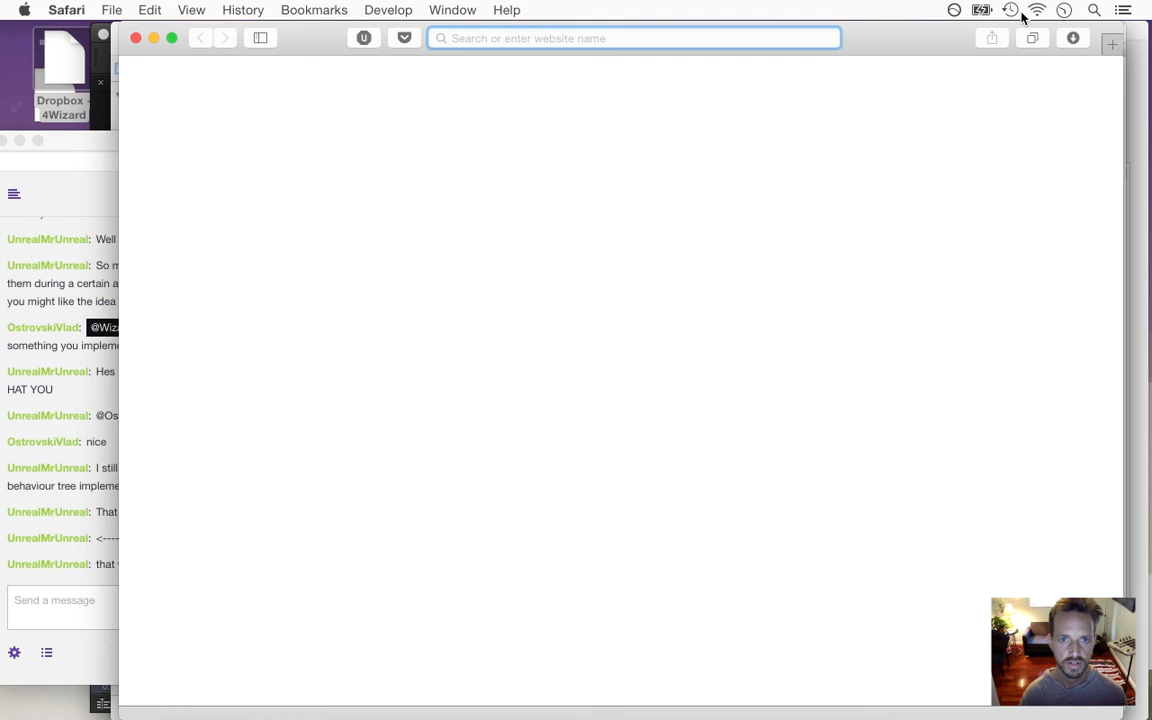 Safari File Edit View History Bookmarks Develop Window Help
U
Search or enter website name
Dropbox -
4Wizard
UnrealMrUnreal: Well
UnrealMrUnreal: So m
them during a certain a
you might like the idea
OstrovskiVlad: @Wiza
something you impleme
UnrealMrUnreal: Hes
HAT YOU
UnrealMrUnreal: @Os
OstrovskiVlad: nice
UnrealMrUnreal: I still
behaviour tree impleme
UnrealMrUnreal: That
UnrealMrUnreal: <----
UnrealMrUnreal: that
Send a message